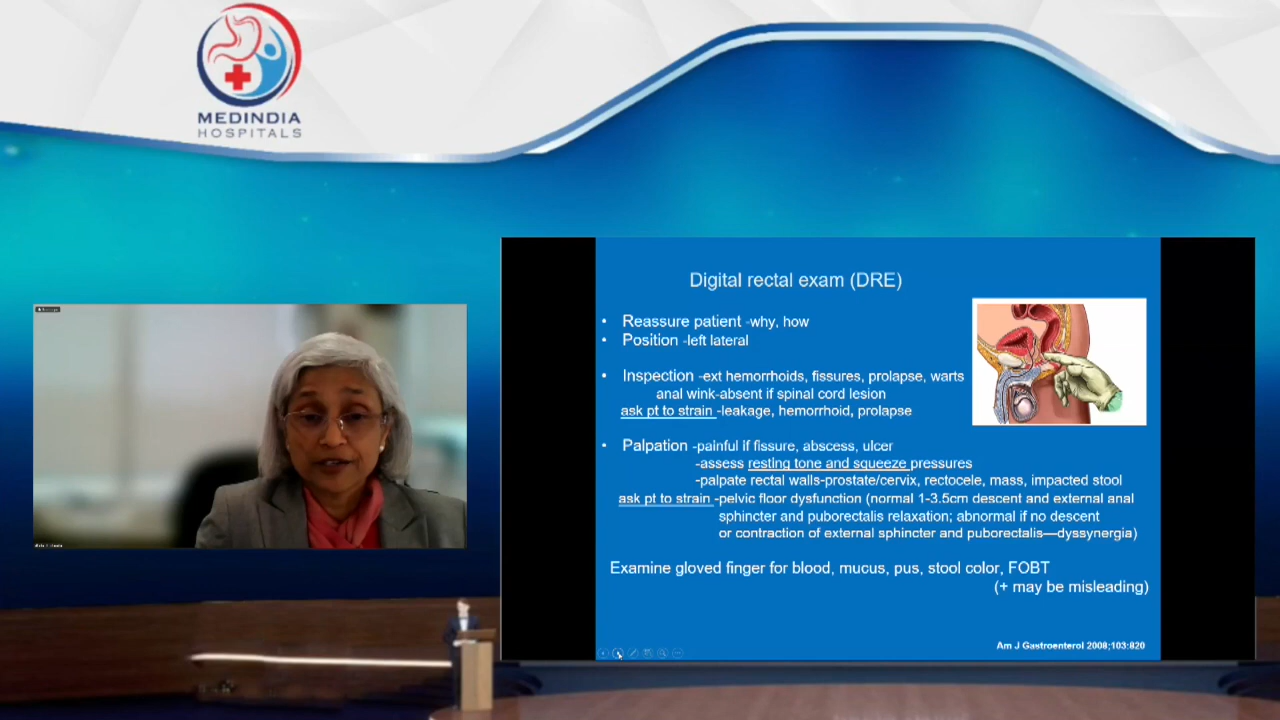 MEDINDIA
HOSPITALS
Digital rectal exam (DRE)
• Reassure patient -why, how
• Position -left lateral
• Inspection -ext hemorrhoids, fissures, prolapse, warts
anal wink-absent if spinal cord lesion
ask pt to strain -leakage, hemorrhoid, prolapse
• Palpation -painful if fissure, abscess, ulcer
-assess resting tone and squeeze pressures
-palpate rectal walls-prostate/cervix, rectocele, mass, impacted stool
ask pt to strain -pelvic floor dysfunction (normal 1-3.5cm descent and external anal
sphincter and puborectalis relaxation; abnormal if no descent
or contraction of external sphincter and puborectalis—dyssynergia)
Examine gloved finger for blood, mucus, pus, stool color, FOBT
(+ may be misleading)
Am J Gastroenterol 2008;103:820